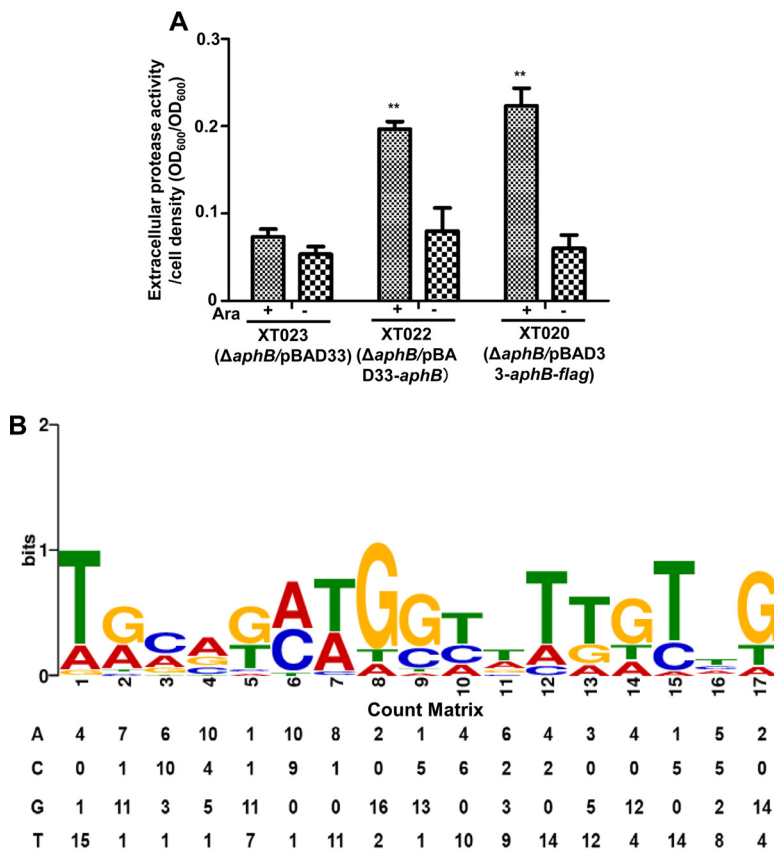 A
0.3
0.2
0.1
0
Extracellular protease activity
/cell density (OD600/OD600)
** **
Ara + - + - + -
XT023 XT022 XT020
(ΔaphB/pBAD33) (ΔaphB/pBA (ΔaphB/pBAD3
D33-aphB) 3-aphB-flag)
B
2
1
0
bits
1 2 3 4 5 6 7 8 9 10 11 12 13 14 15 16 17
Count Matrix
A 4 7 6 10 1 10 8 2 1 4 6 4 3 4 1 5 2
C 0 1 10 4 1 9 1 0 5 6 2 2 0 0 5 5 0
G 1 11 3 5 11 0 0 16 13 0 3 0 5 12 0 2 14
T 15 1 1 1 7 1 11 2 1 10 9 14 12 4 14 8 4